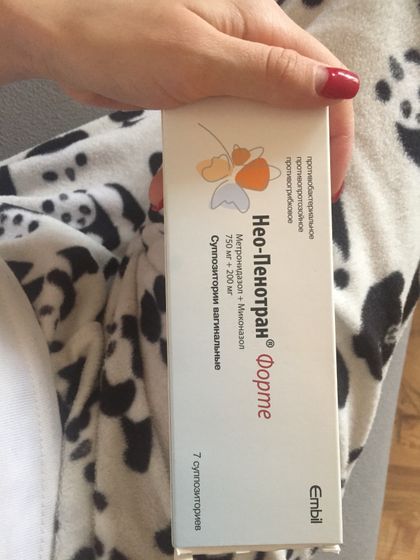 противобактериальное
противопротозойное
противогрибковое
Нео-Пенотран® Форте
Метронидазол + Миконазол
750 мг + 200 мг
Суппозитории вагинальные
7 суппозиториев
Embil